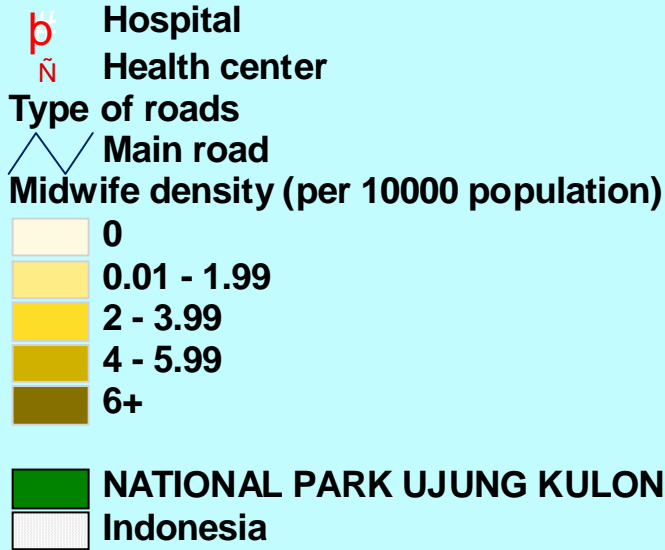 þ Hospital
Ñ Health center
Type of roads
Main road
Midwife density (per 10000 population)
0
0.01 - 1.99
2 - 3.99
4 - 5.99
6+
NATIONAL PARK UJUNG KULON
Indonesia